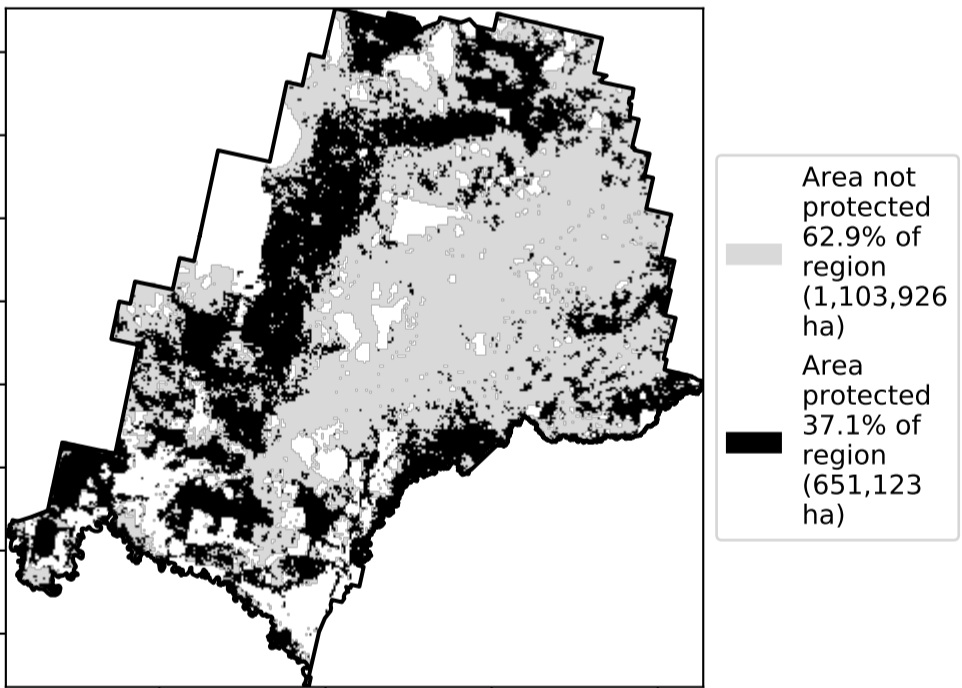 Area not
protected
62.9% of
region
(1,103,926
ha)
Area
protected
37.1% of
region
(651,123
ha)